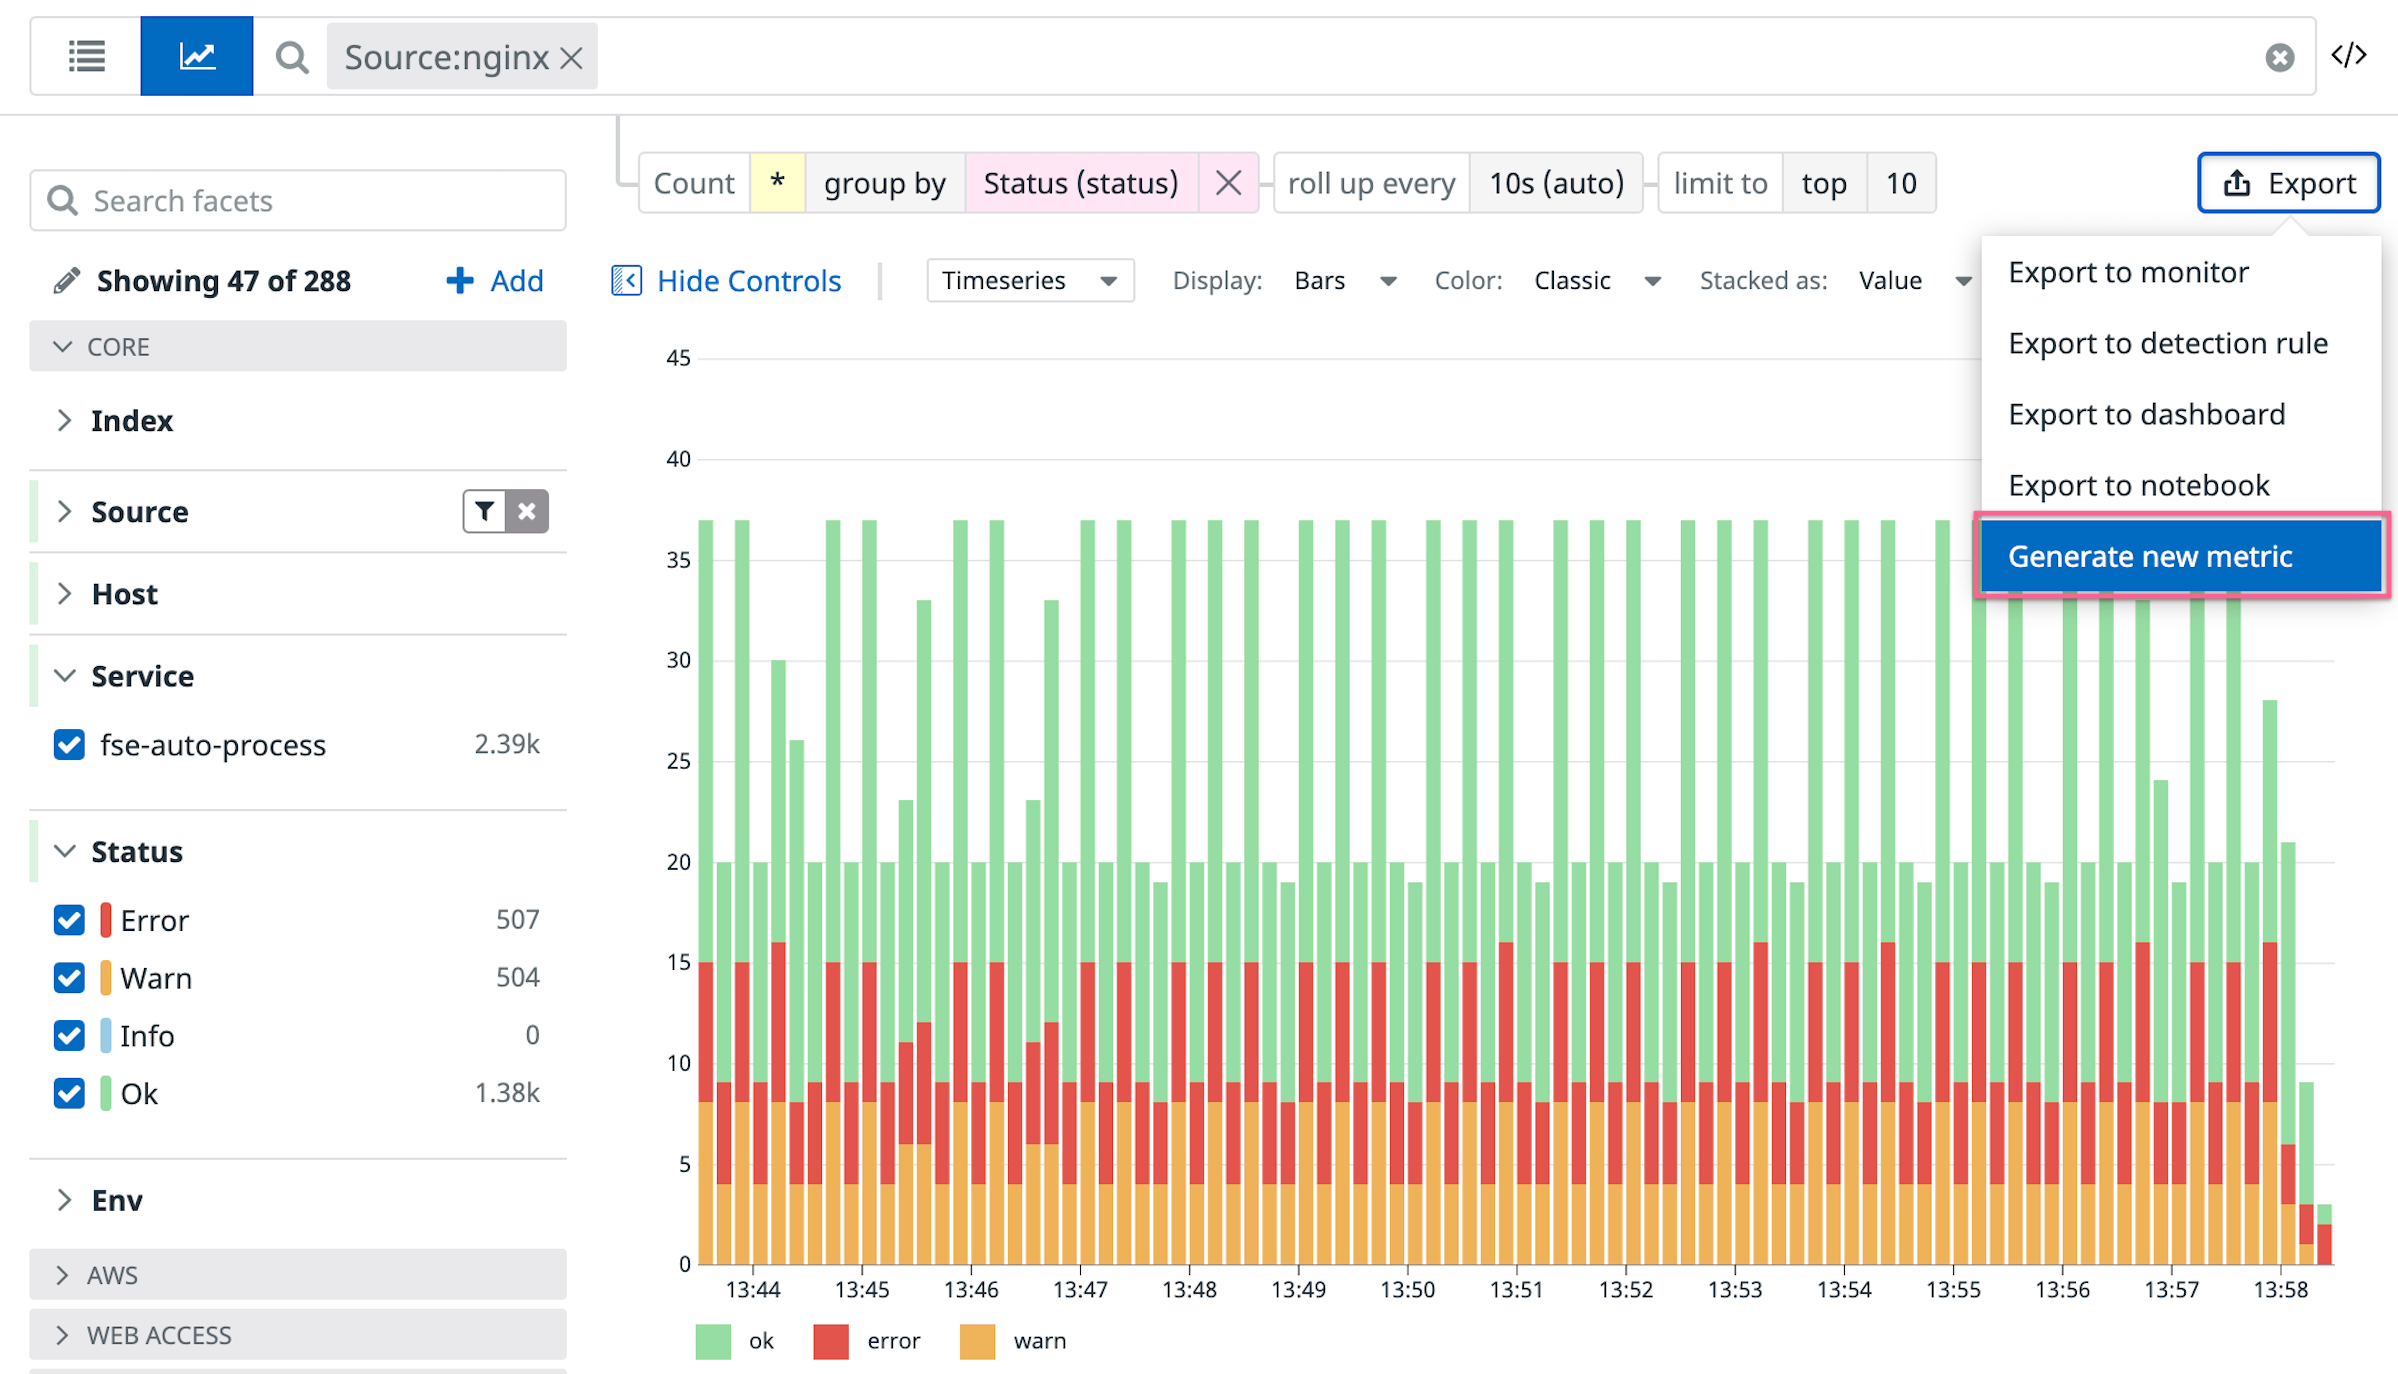 Source:nginx
</>
Count * group by Status (status) roll up every 10s (auto) limit to top 10
Export
Search facets
Showing 47 of 288
Add
Hide Controls
Timeseries
Display: Bars
Color: Classic
Stacked as: Value
Export to monitor
Export to detection rule
Export to dashboard
Export to notebook
Generate new metric
CORE
Index
Source
Host
Service
fse-auto-process 2.39k
Status
Error 507
Warn 504
Info 0
Ok 1.38k
Env
AWS
WEB ACCESS
45
40
35
30
25
20
15
10
5
0
13:44 13:45 13:46 13:47 13:48 13:49 13:50 13:51 13:52 13:53 13:54 13:55 13:56 13:57 13:58
ok error warn